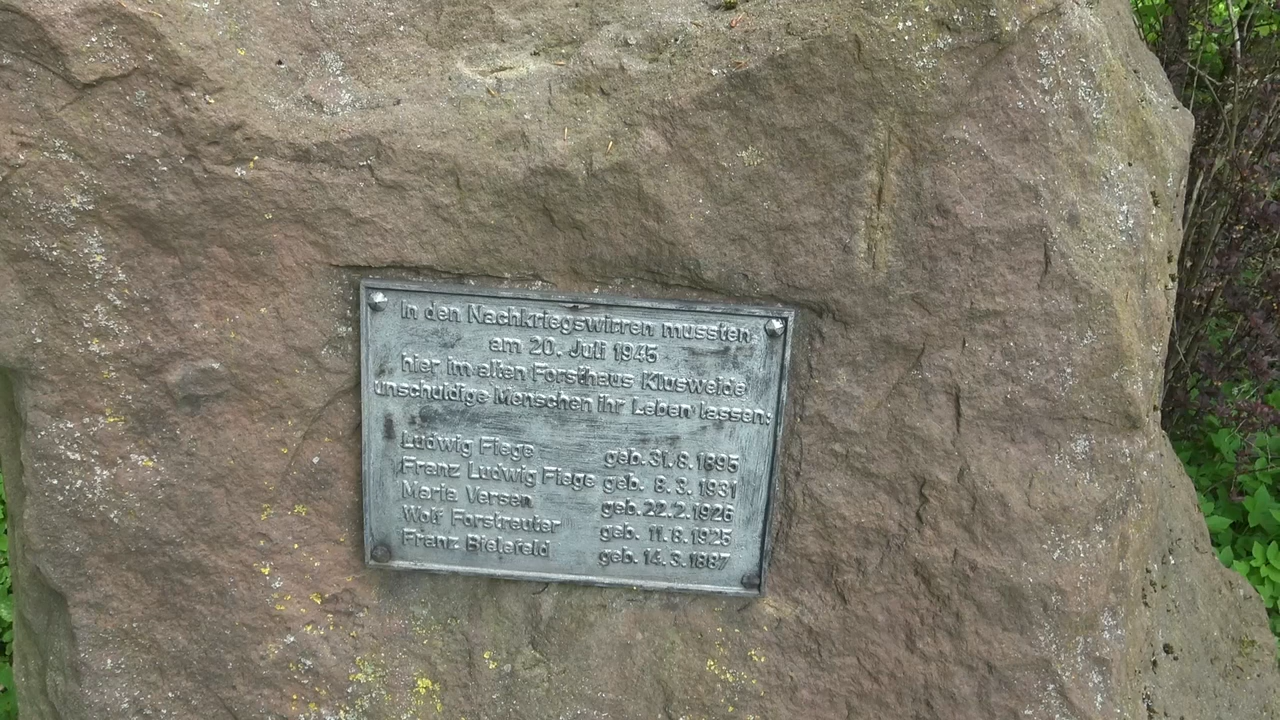 In den Nachkriegswirren mussten
am 20. Juli 1945
hier im alten Forsthaus Klusweide
unschuldige Menschen ihr Leben lassen:
Ludwig Fiege geb. 31. 8. 1895
Franz Ludwig Fiege geb. 8. 3. 1931
Maria Versen geb. 22. 2. 1926
Wolf Forstreuter geb. 11. 8. 1925
Franz Bielefeld geb. 14. 3. 1887